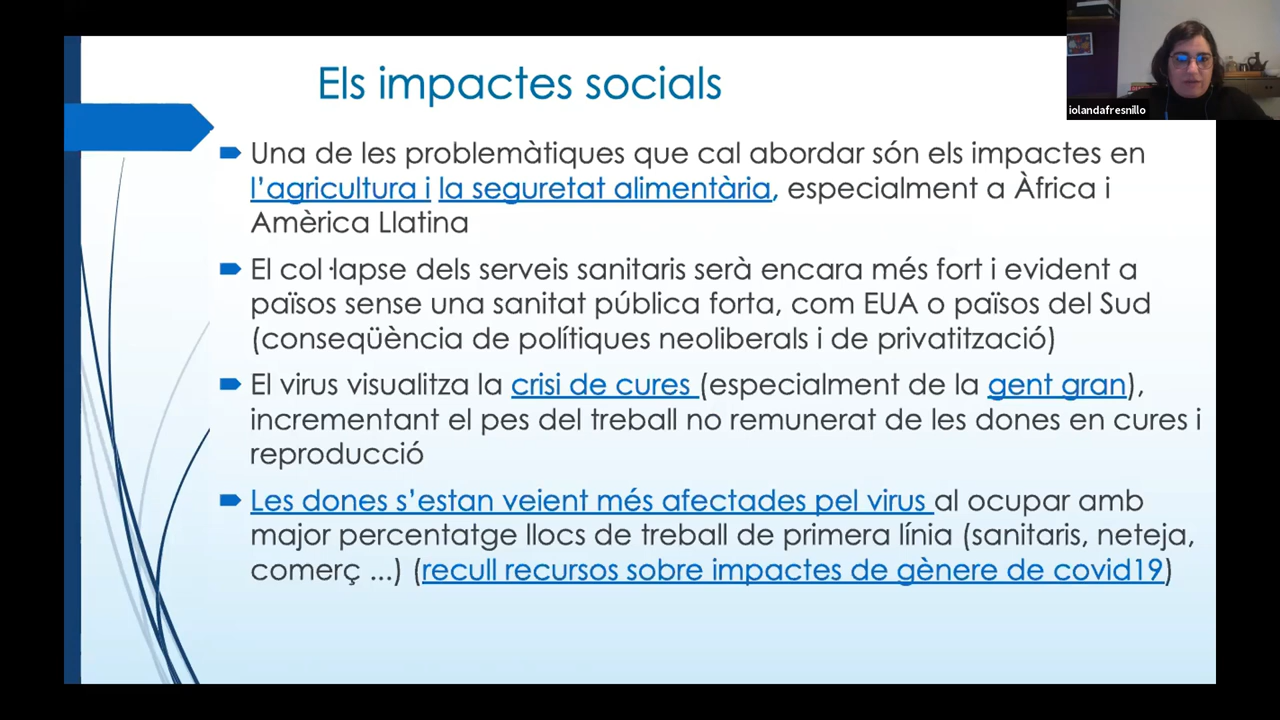 Els impactes socials
iolandafresnillo
Una de les problemàtiques que cal abordar són els impactes en
l’agricultura i la seguretat alimentària, especialment a Àfrica i
Amèrica Llatina
El col·lapse dels serveis sanitaris serà encara més fort i evident a
països sense una sanitat pública forta, com EUA o països del Sud
(conseqüència de polítiques neoliberals i de privatització)
El virus visualitza la crisi de cures (especialment de la gent gran),
incrementant el pes del treball no remunerat de les dones en cures i
reproducció
Les dones s’estan veient més afectades pel virus al ocupar amb
major percentatge llocs de treball de primera línia (sanitaris, neteja,
comerç ...) (recull recursos sobre impactes de gènere de covid19)